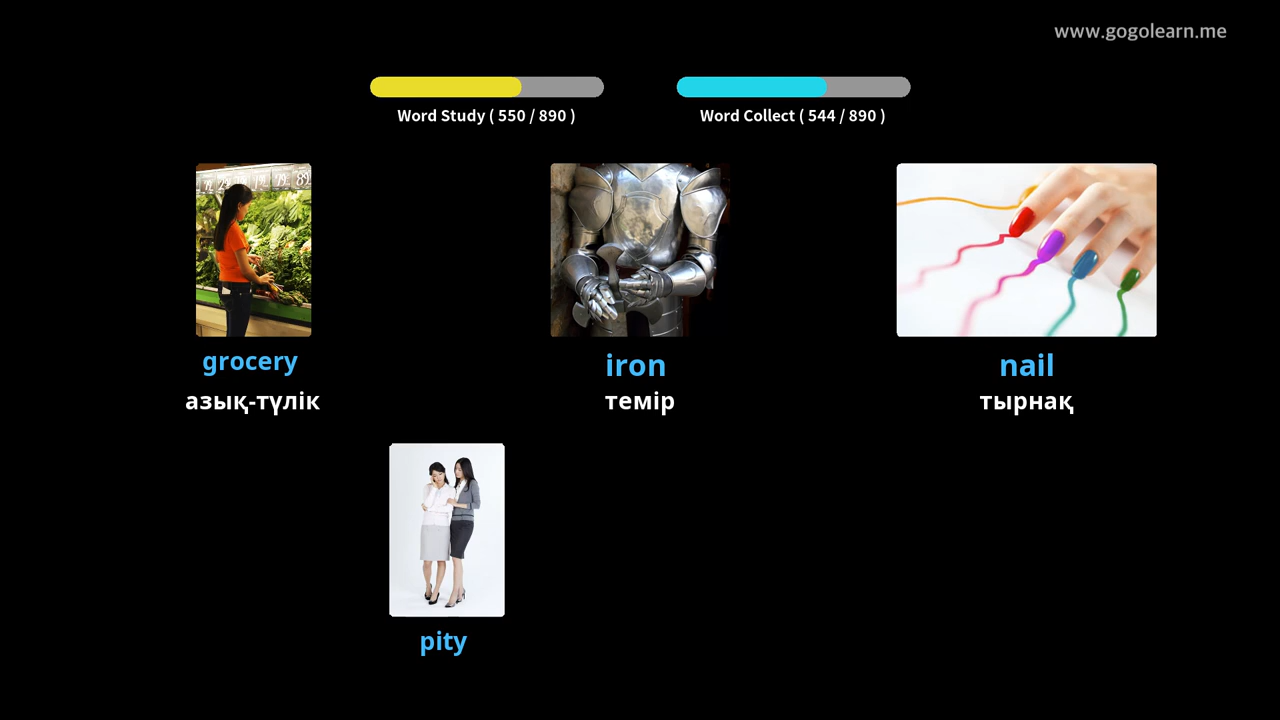 www.gogolearn.me
Word Study ( 550 / 890 )
Word Collect ( 544 / 890 )
grocery
азық-түлік
iron
темір
nail
тырнақ
pity